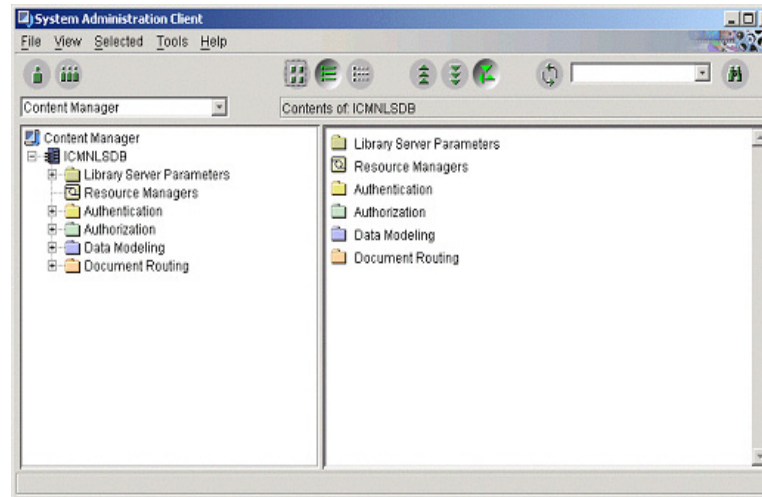 System Administration Client
File View Selected Tools Help
Content Manager
Contents of: ICMNLSDB
Content Manager
ICMNLSDB
Library Server Parameters
Resource Managers
Authentication
Authorization
Data Modeling
Document Routing
Library Server Parameters
Resource Managers
Authentication
Authorization
Data Modeling
Document Routing